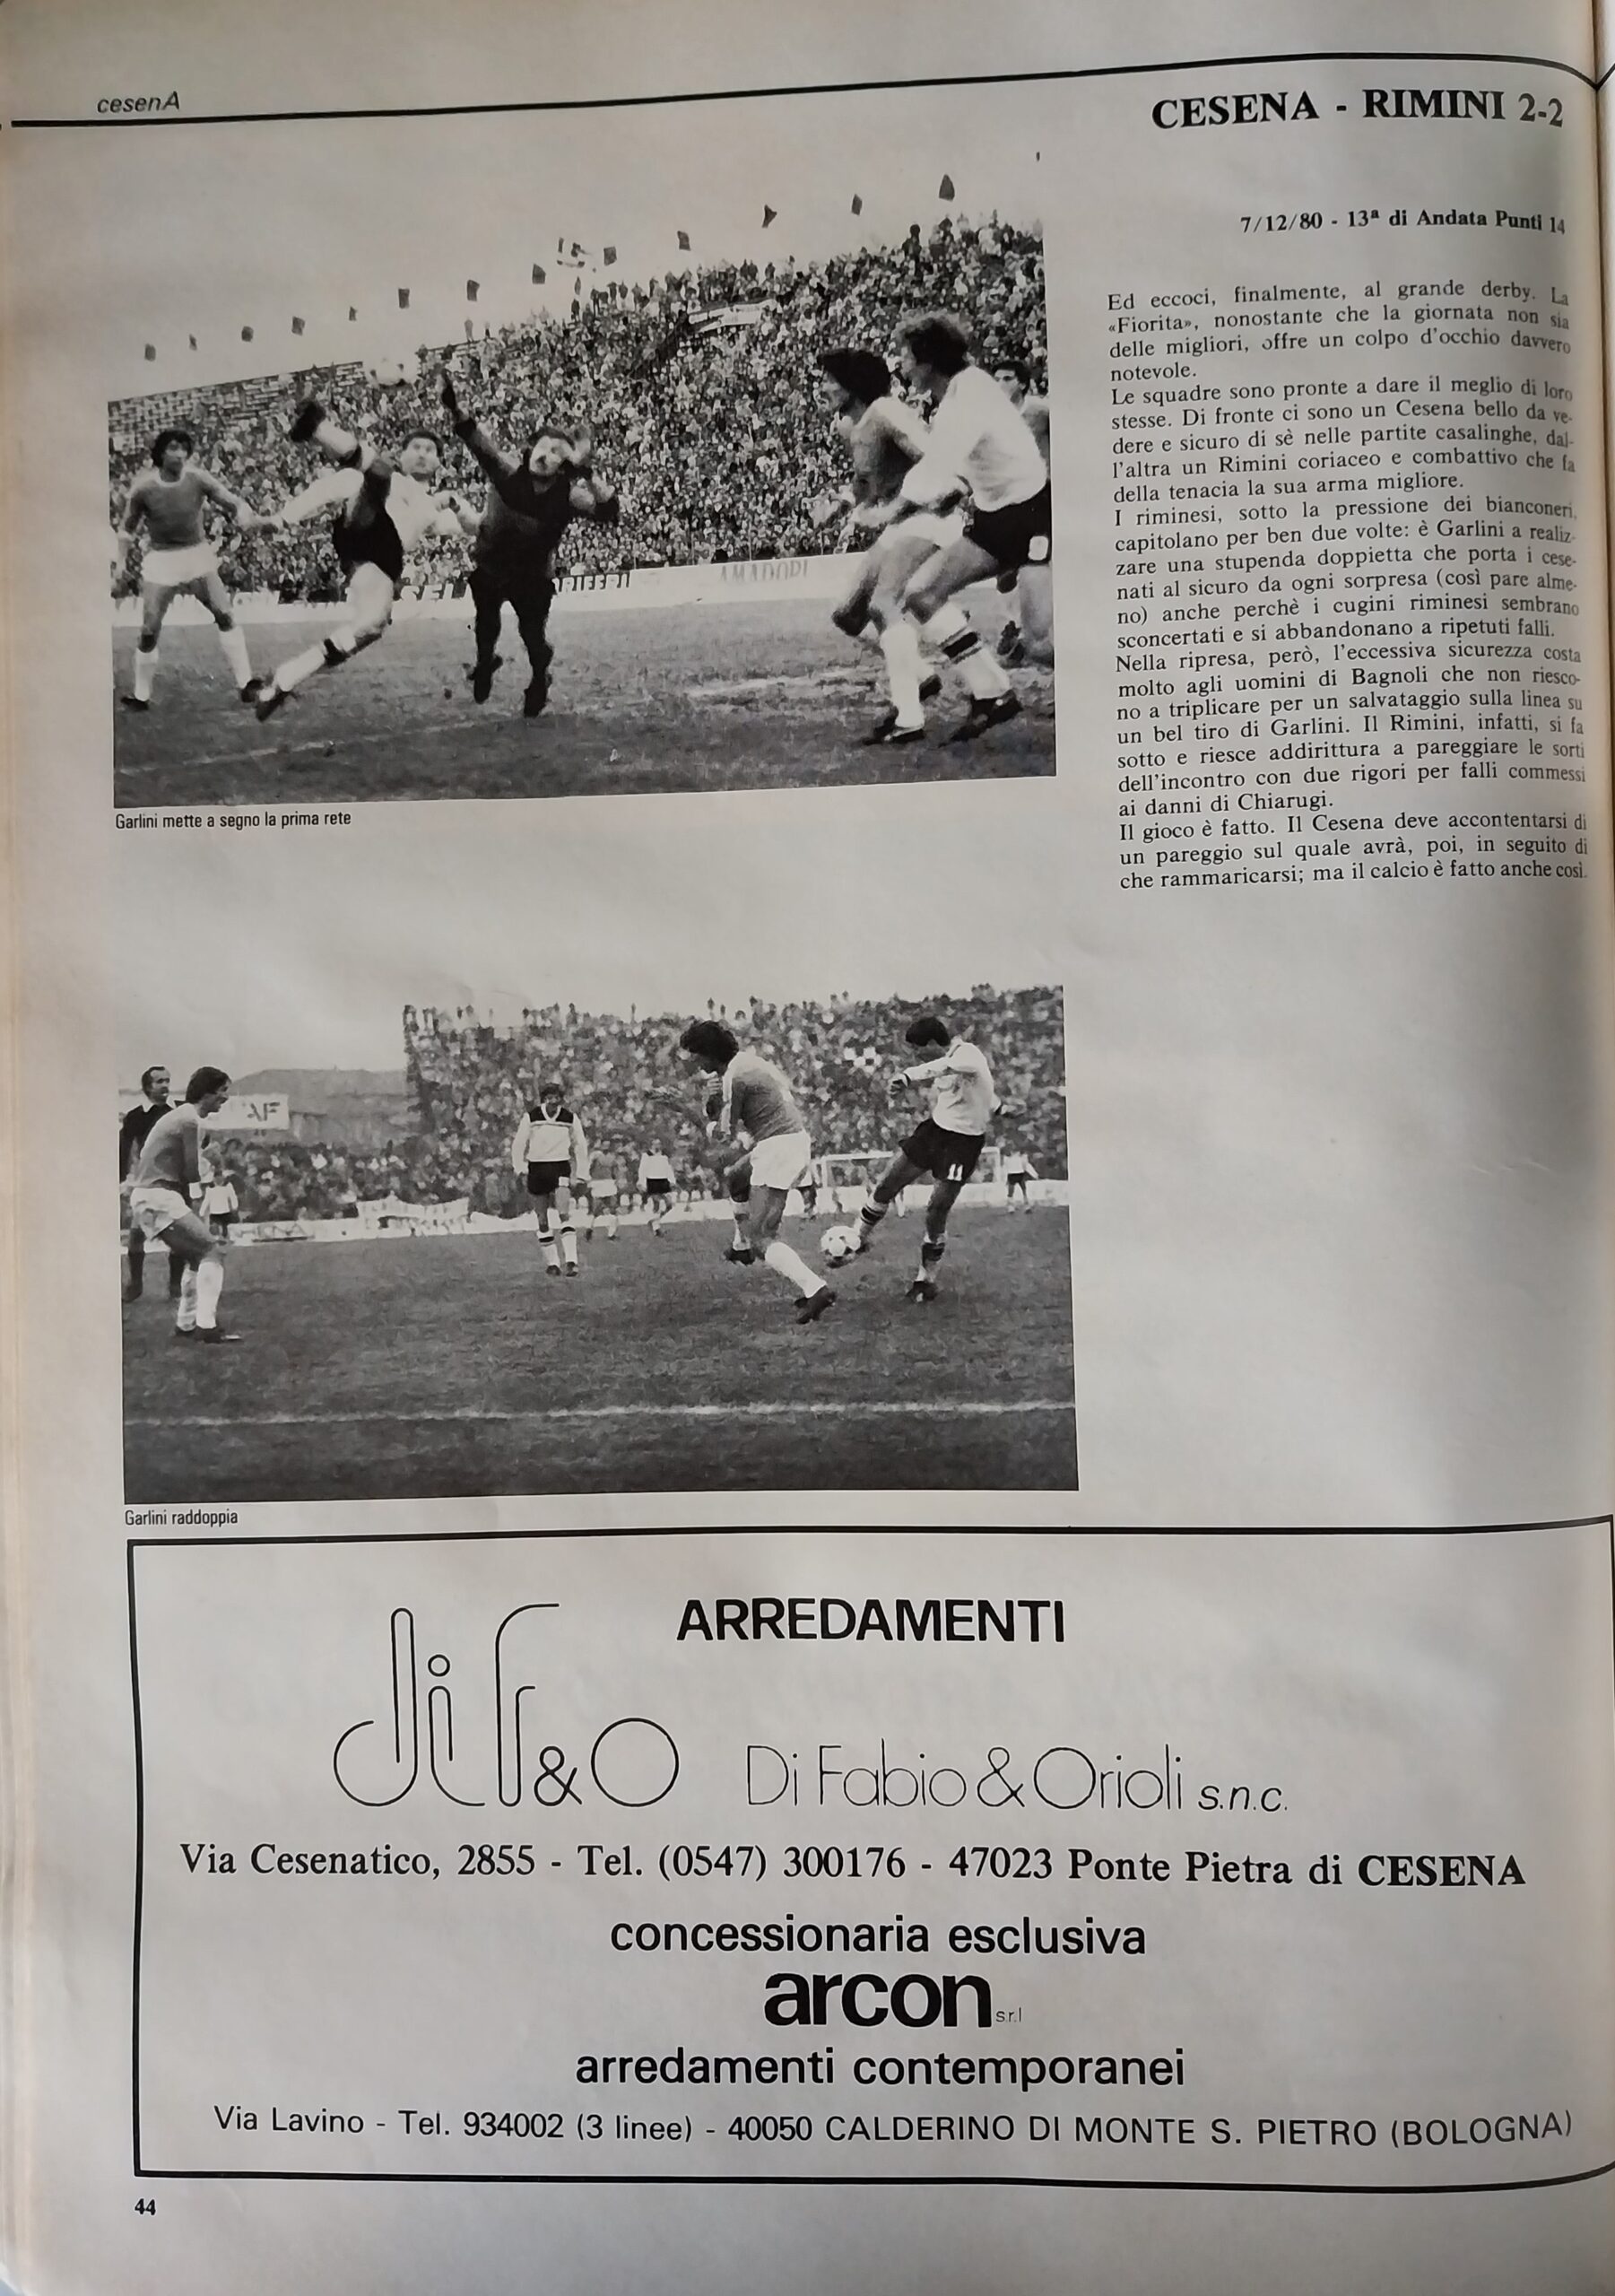 cesenA
CESENA - RIMINI 2-2
7/12/80 - 13ª di Andata Punti 14
Ed eccoci, finalmente, al grande derby. La
«Fiorita», nonostante che la giornata non sia
delle migliori, offre un colpo d'occhio davvero
notevole.
Le squadre sono pronte a dare il meglio di loro
stesse. Di fronte ci sono un Cesena bello da ve-
dere e sicuro di sè nelle partite casalinghe, dal-
l'altra un Rimini coriaceo e combattivo che fa
della tenacia la sua arma migliore.
I riminesi, sotto la pressione dei bianconeri,
capitolano per ben due volte: è Garlini a realiz-
zare una stupenda doppietta che porta i cese-
nati al sicuro da ogni sorpresa (così pare alme-
no) anche perchè i cugini riminesi sembrano
sconcertati e si abbandonano a ripetuti falli.
Nella ripresa, però, l'eccessiva sicurezza costa
molto agli uomini di Bagnoli che non riesco-
no a triplicare per un salvataggio sulla linea su
un bel tiro di Garlini. Il Rimini, infatti, si fa
sotto e riesce addirittura a pareggiare le sorti
dell'incontro con due rigori per falli commessi
ai danni di Chiarugi.
Il gioco è fatto. Il Cesena deve accontentarsi di
un pareggio sul quale avrà, poi, in seguito di
che rammaricarsi; ma il calcio è fatto anche così.
AMADORI
Garlini mette a segno la prima rete
AF
11
Garlini raddoppia
ARREDAMENTI
di F&O Di Fabio & Orioli s.n.c.
Via Cesenatico, 2855 - Tel. (0547) 300176 - 47023 Ponte Pietra di CESENA
concessionaria esclusiva
arcon s.r.l
arredamenti contemporanei
Via Lavino - Tel. 934002 (3 linee) - 40050 CALDERINO DI MONTE S. PIETRO (BOLOGNA)
44